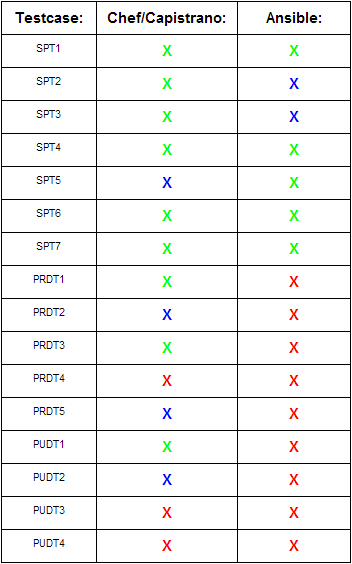 Testcase: Chef/Capistrano: Ansible:
SPT1 X X
SPT2 X X
SPT3 X X
SPT4 X X
SPT5 X X
SPT6 X X
SPT7 X X
PRDT1 X X
PRDT2 X X
PRDT3 X X
PRDT4 X X
PRDT5 X X
PUDT1 X X
PUDT2 X X
PUDT3 X X
PUDT4 X X